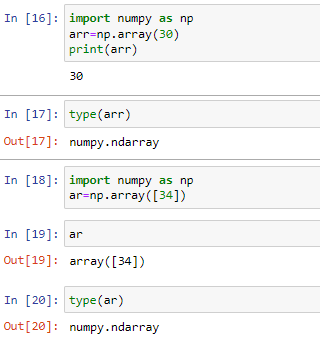 In [16]: import numpy as np
arr=np.array(30)
print(arr)
30
In [17]: type(arr)
Out[17]: numpy.ndarray
In [18]: import numpy as np
ar=np.array([34])
In [19]: ar
Out[19]: array([34])
In [20]: type(ar)
Out[20]: numpy.ndarray